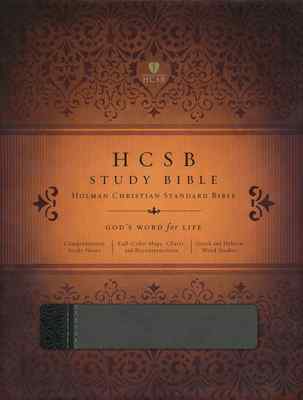 HCSB
HCSB
STUDY BIBLE
HOLMAN CHRISTIAN STANDARD BIBLE
GOD'S WORD for LIFE
Comprehensive Study Notes
Full-Color Maps, Charts, and Reconstructions
Greek and Hebrew Word Studies